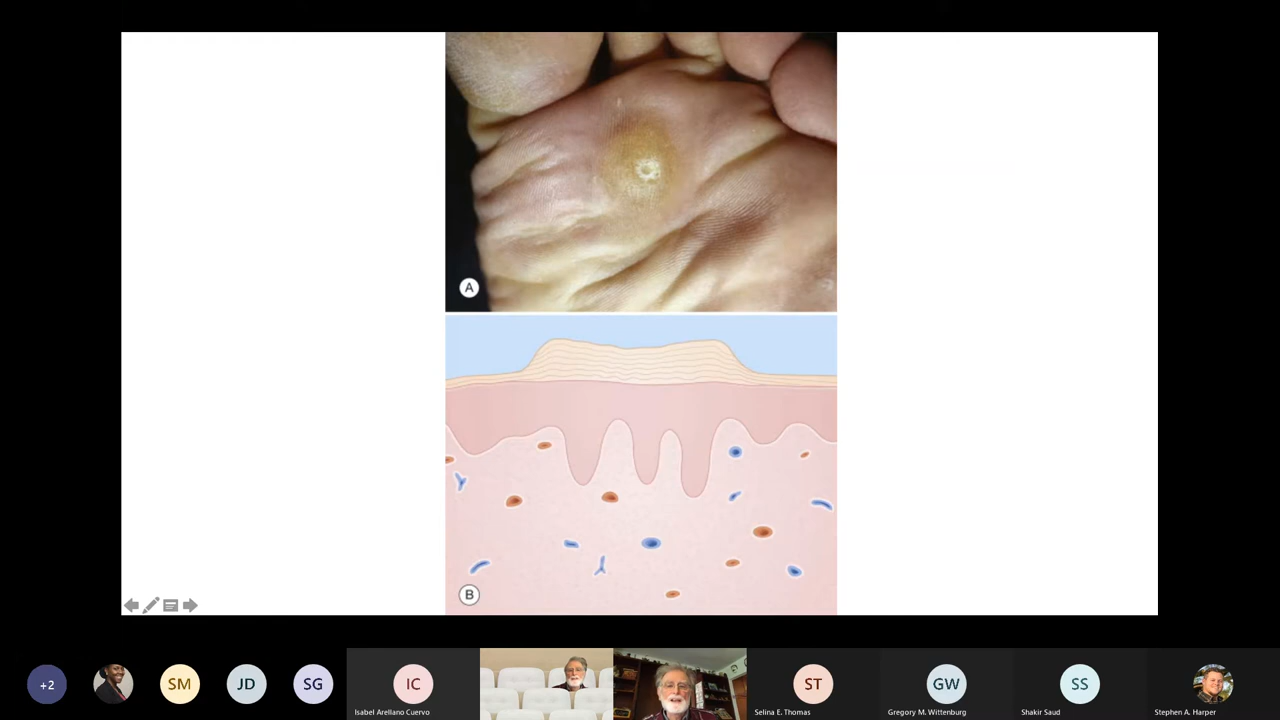 A
B
+2
SM
JD
SG
IC
Isabel Arellano Cuervo
ST
Selina E. Thomas
GW
Gregory M. Wittenburg
SS
Shakir Saud
Stephen A. Harper